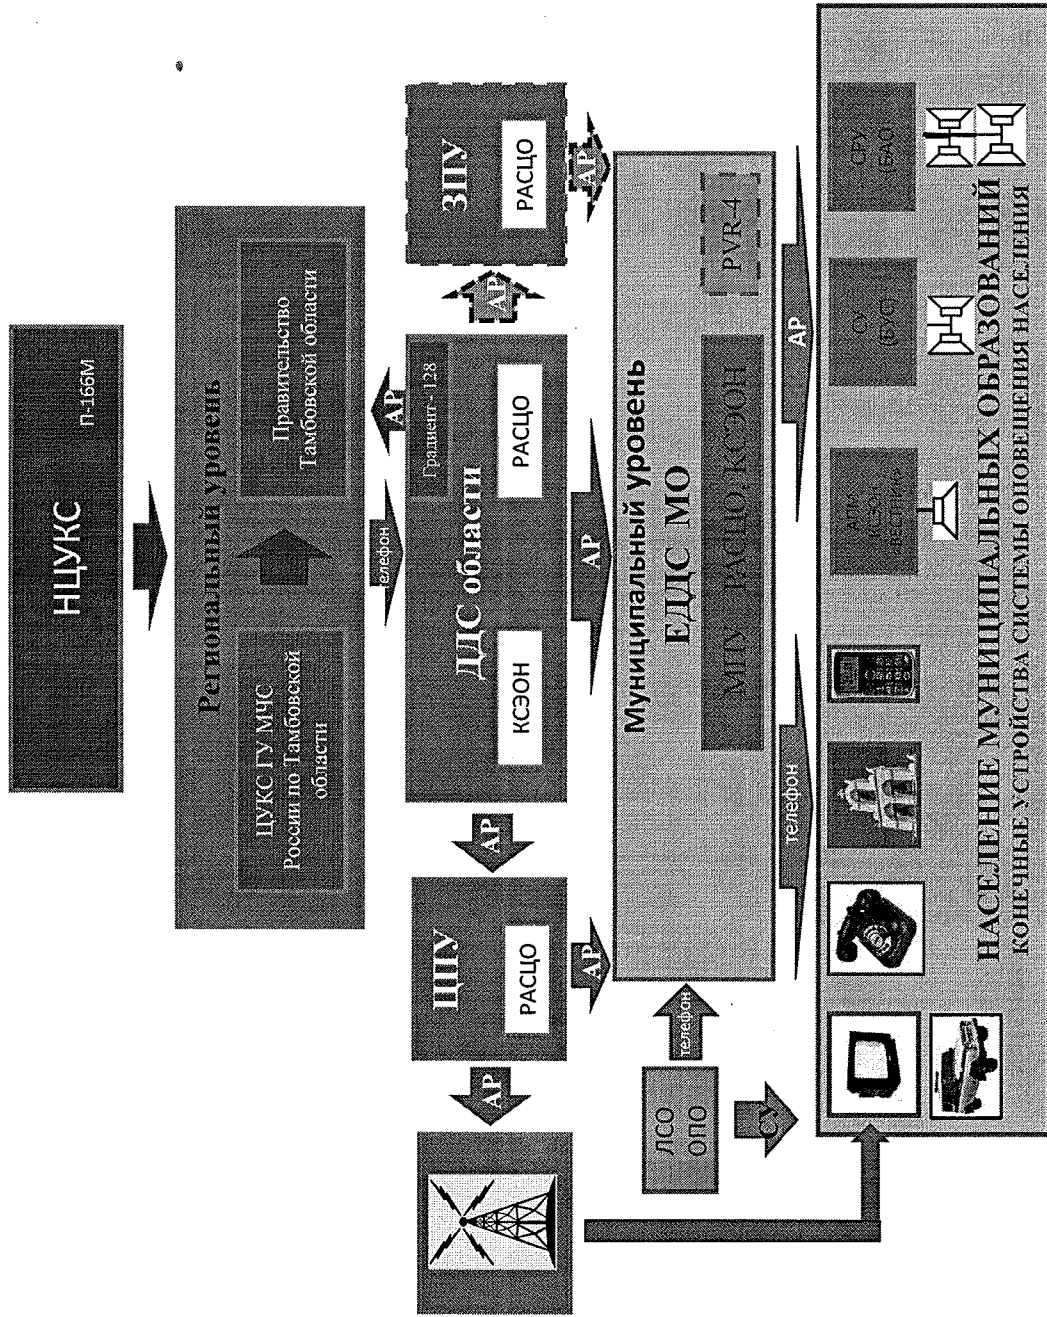 НЦУКС
П-166М
Региональный уровень
ЦУКС ГУ МЧС
России по Тамбовской
области
Правительство
Тамбовской области
телефон
АР
АР
ЦПУ
РАСЦО
АР
ДДС области
Градиент - 128
КСЭОН
РАСЦО
АР
ЗПУ
РАСЦО
АР
АР
АР
ЛСО
ОПО
телефон
СУ
Муниципальный уровень
ЕДДС МО
МПУ РАСЦО, КСЭОН
PVR-4
телефон
АР
КСЭОН
СУ
(БУС)
СРУ
(БАО)
НАСЕЛЕНИЕ МУНИЦИПАЛЬНЫХ ОБРАЗОВАНИЙ
КОНЕЧНЫЕ УСТРОЙСТВА СИСТЕМЫ ОПОВЕЩЕНИЯ НАСЕЛЕНИЯ